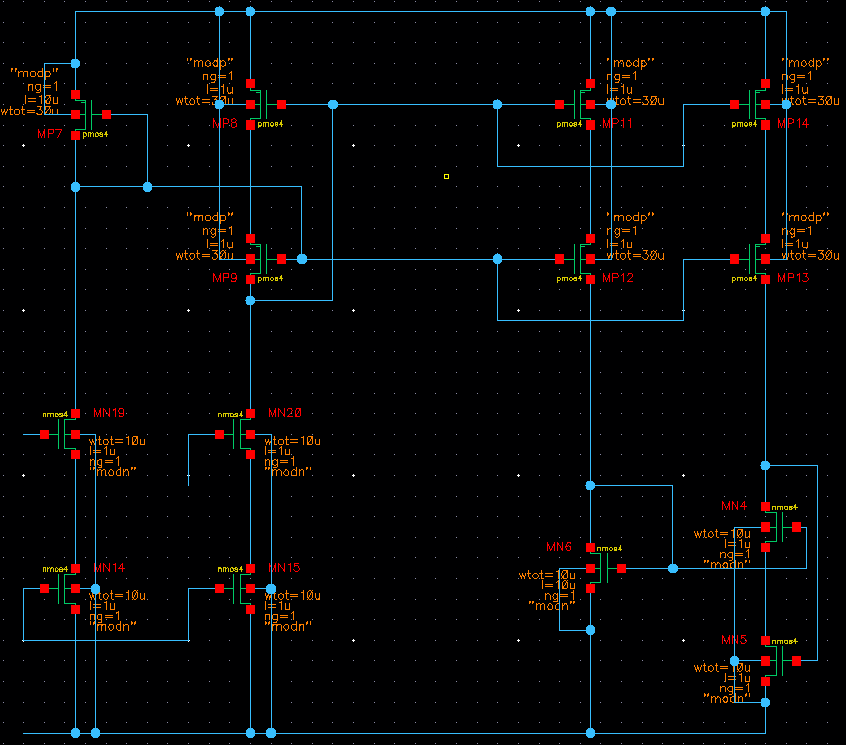 "modp"
ng=1
l=10u
wtot=30u
MP7
pmos4
"modp"
ng=1
l=1u
wtot=30u
MP8
pmos4
"modp"
ng=1
l=1u
wtot=30u
MP11
pmos4
"modp"
ng=1
l=1u
wtot=30u
MP14
pmos4
"modp"
ng=1
l=1u
wtot=30u
MP9
pmos4
"modp"
ng=1
l=1u
wtot=30u
MP12
pmos4
"modp"
ng=1
l=1u
wtot=30u
MP13
pmos4
nmos4
MN19
wtot=10u
l=1u
ng=1
"modn"
nmos4
MN20
wtot=10u
l=1u
ng=1
"modn"
nmos4
MN14
wtot=10u
l=1u
ng=1
"modn"
nmos4
MN15
wtot=10u
l=1u
ng=1
"modn"
MN6
nmos4
wtot=10u
l=10u
ng=1
"modn"
MN4
nmos4
wtot=10u
l=1u
ng=1
"modn"
MN5
nmos4
wtot=10u
l=1u
ng=1
"modn"